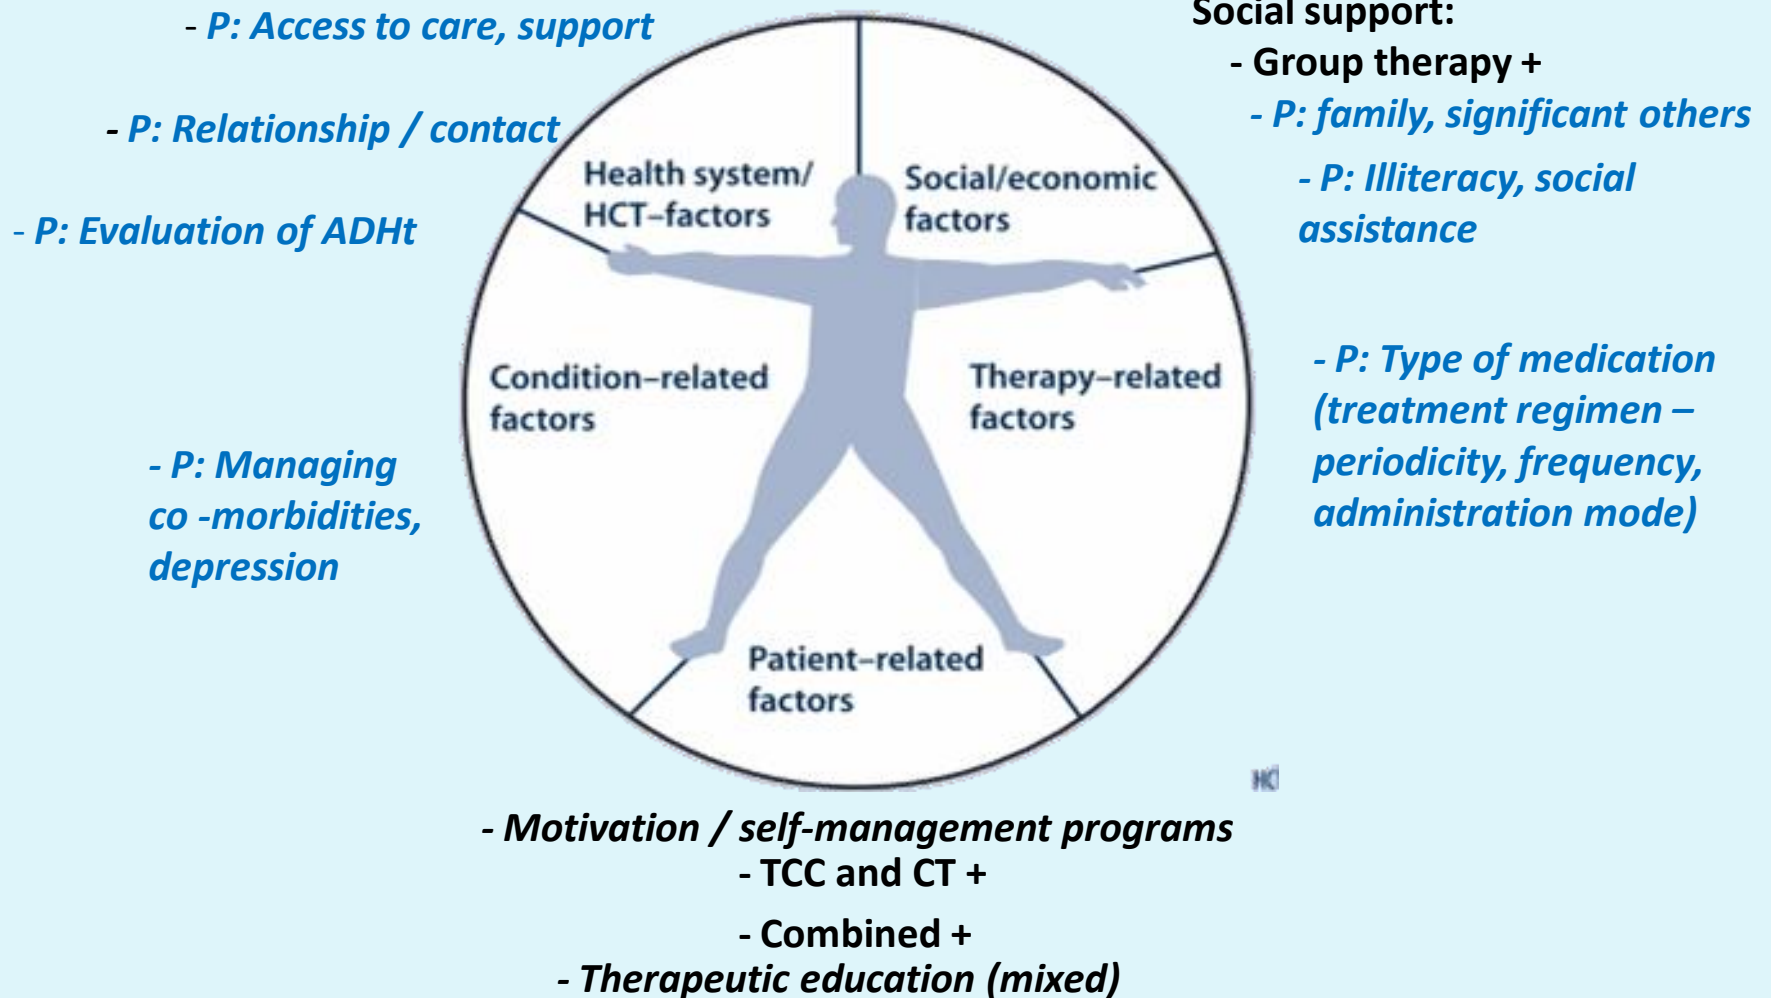 - P: Access to care, support
- P: Relationship / contact
- P: Evaluation of ADHt
Social support:
- Group therapy +
- P: family, significant others
- P: Illiteracy, social
assistance
Health system/
HCT–factors
Social/economic
factors
Condition–related
factors
Therapy–related
factors
- P: Managing
co -morbidities,
depression
- P: Type of medication
(treatment regimen –
periodicity, frequency,
administration mode)
Patient–related
factors
- Motivation / self-management programs
- TCC and CT +
- Combined +
- Therapeutic education (mixed)